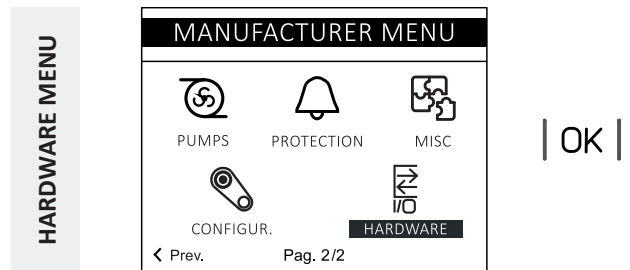 HARDWARE MENU
MANUFACTURER MENU
PUMPS PROTECTION MISC
I/O
CONFIGUR. HARDWARE
Prev. Pag. 2/2
OK